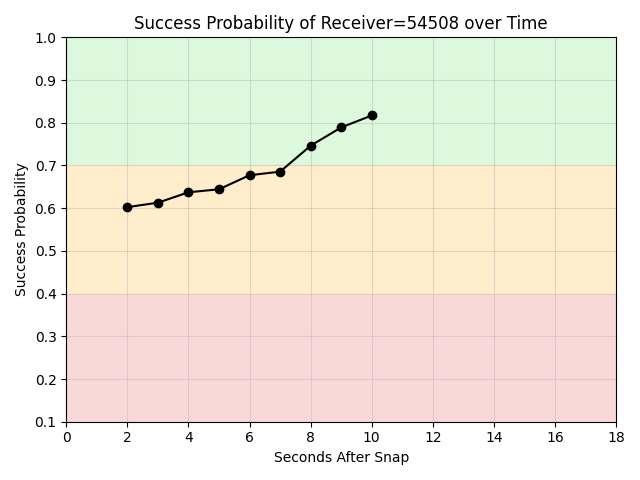 Success Probability of Receiver=54508 over Time
1.0
0.9
0.8
0.7
0.6
0.5
0.4
0.3
0.2
0.1
Success Probability
0 2 4 6 8 10 12 14 16 18
Seconds After Snap